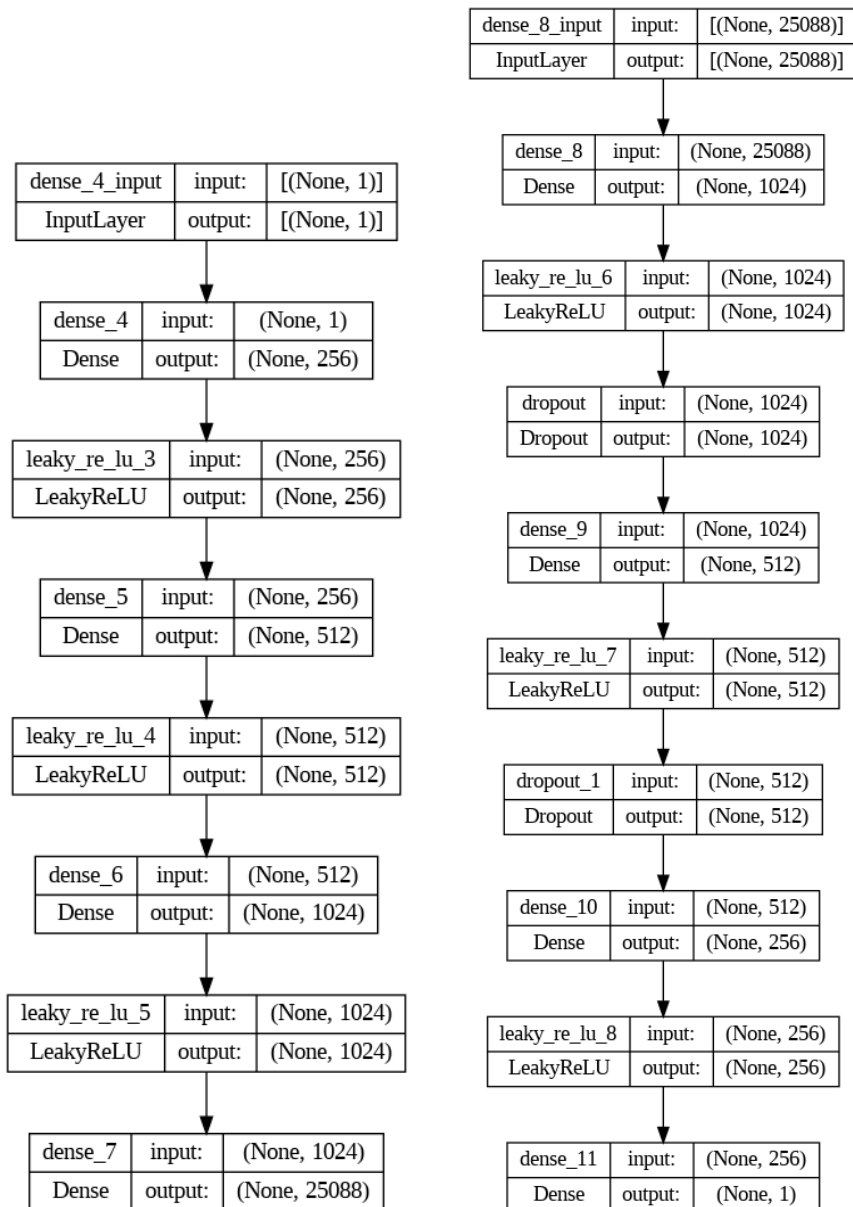 dense_4_input input: [(None, 1)]
InputLayer output: [(None, 1)]
dense_4 input: (None, 1)
Dense output: (None, 256)
leaky_re_lu_3 input: (None, 256)
LeakyReLU output: (None, 256)
dense_5 input: (None, 256)
Dense output: (None, 512)
leaky_re_lu_4 input: (None, 512)
LeakyReLU output: (None, 512)
dense_6 input: (None, 512)
Dense output: (None, 1024)
leaky_re_lu_5 input: (None, 1024)
LeakyReLU output: (None, 1024)
dense_7 input: (None, 1024)
Dense output: (None, 25088)
dense_8_input input: [(None, 25088)]
InputLayer output: [(None, 25088)]
dense_8 input: (None, 25088)
Dense output: (None, 1024)
leaky_re_lu_6 input: (None, 1024)
LeakyReLU output: (None, 1024)
dropout input: (None, 1024)
Dropout output: (None, 1024)
dense_9 input: (None, 1024)
Dense output: (None, 512)
leaky_re_lu_7 input: (None, 512)
LeakyReLU output: (None, 512)
dropout_1 input: (None, 512)
Dropout output: (None, 512)
dense_10 input: (None, 512)
Dense output: (None, 256)
leaky_re_lu_8 input: (None, 256)
LeakyReLU output: (None, 256)
dense_11 input: (None, 256)
Dense output: (None, 1)